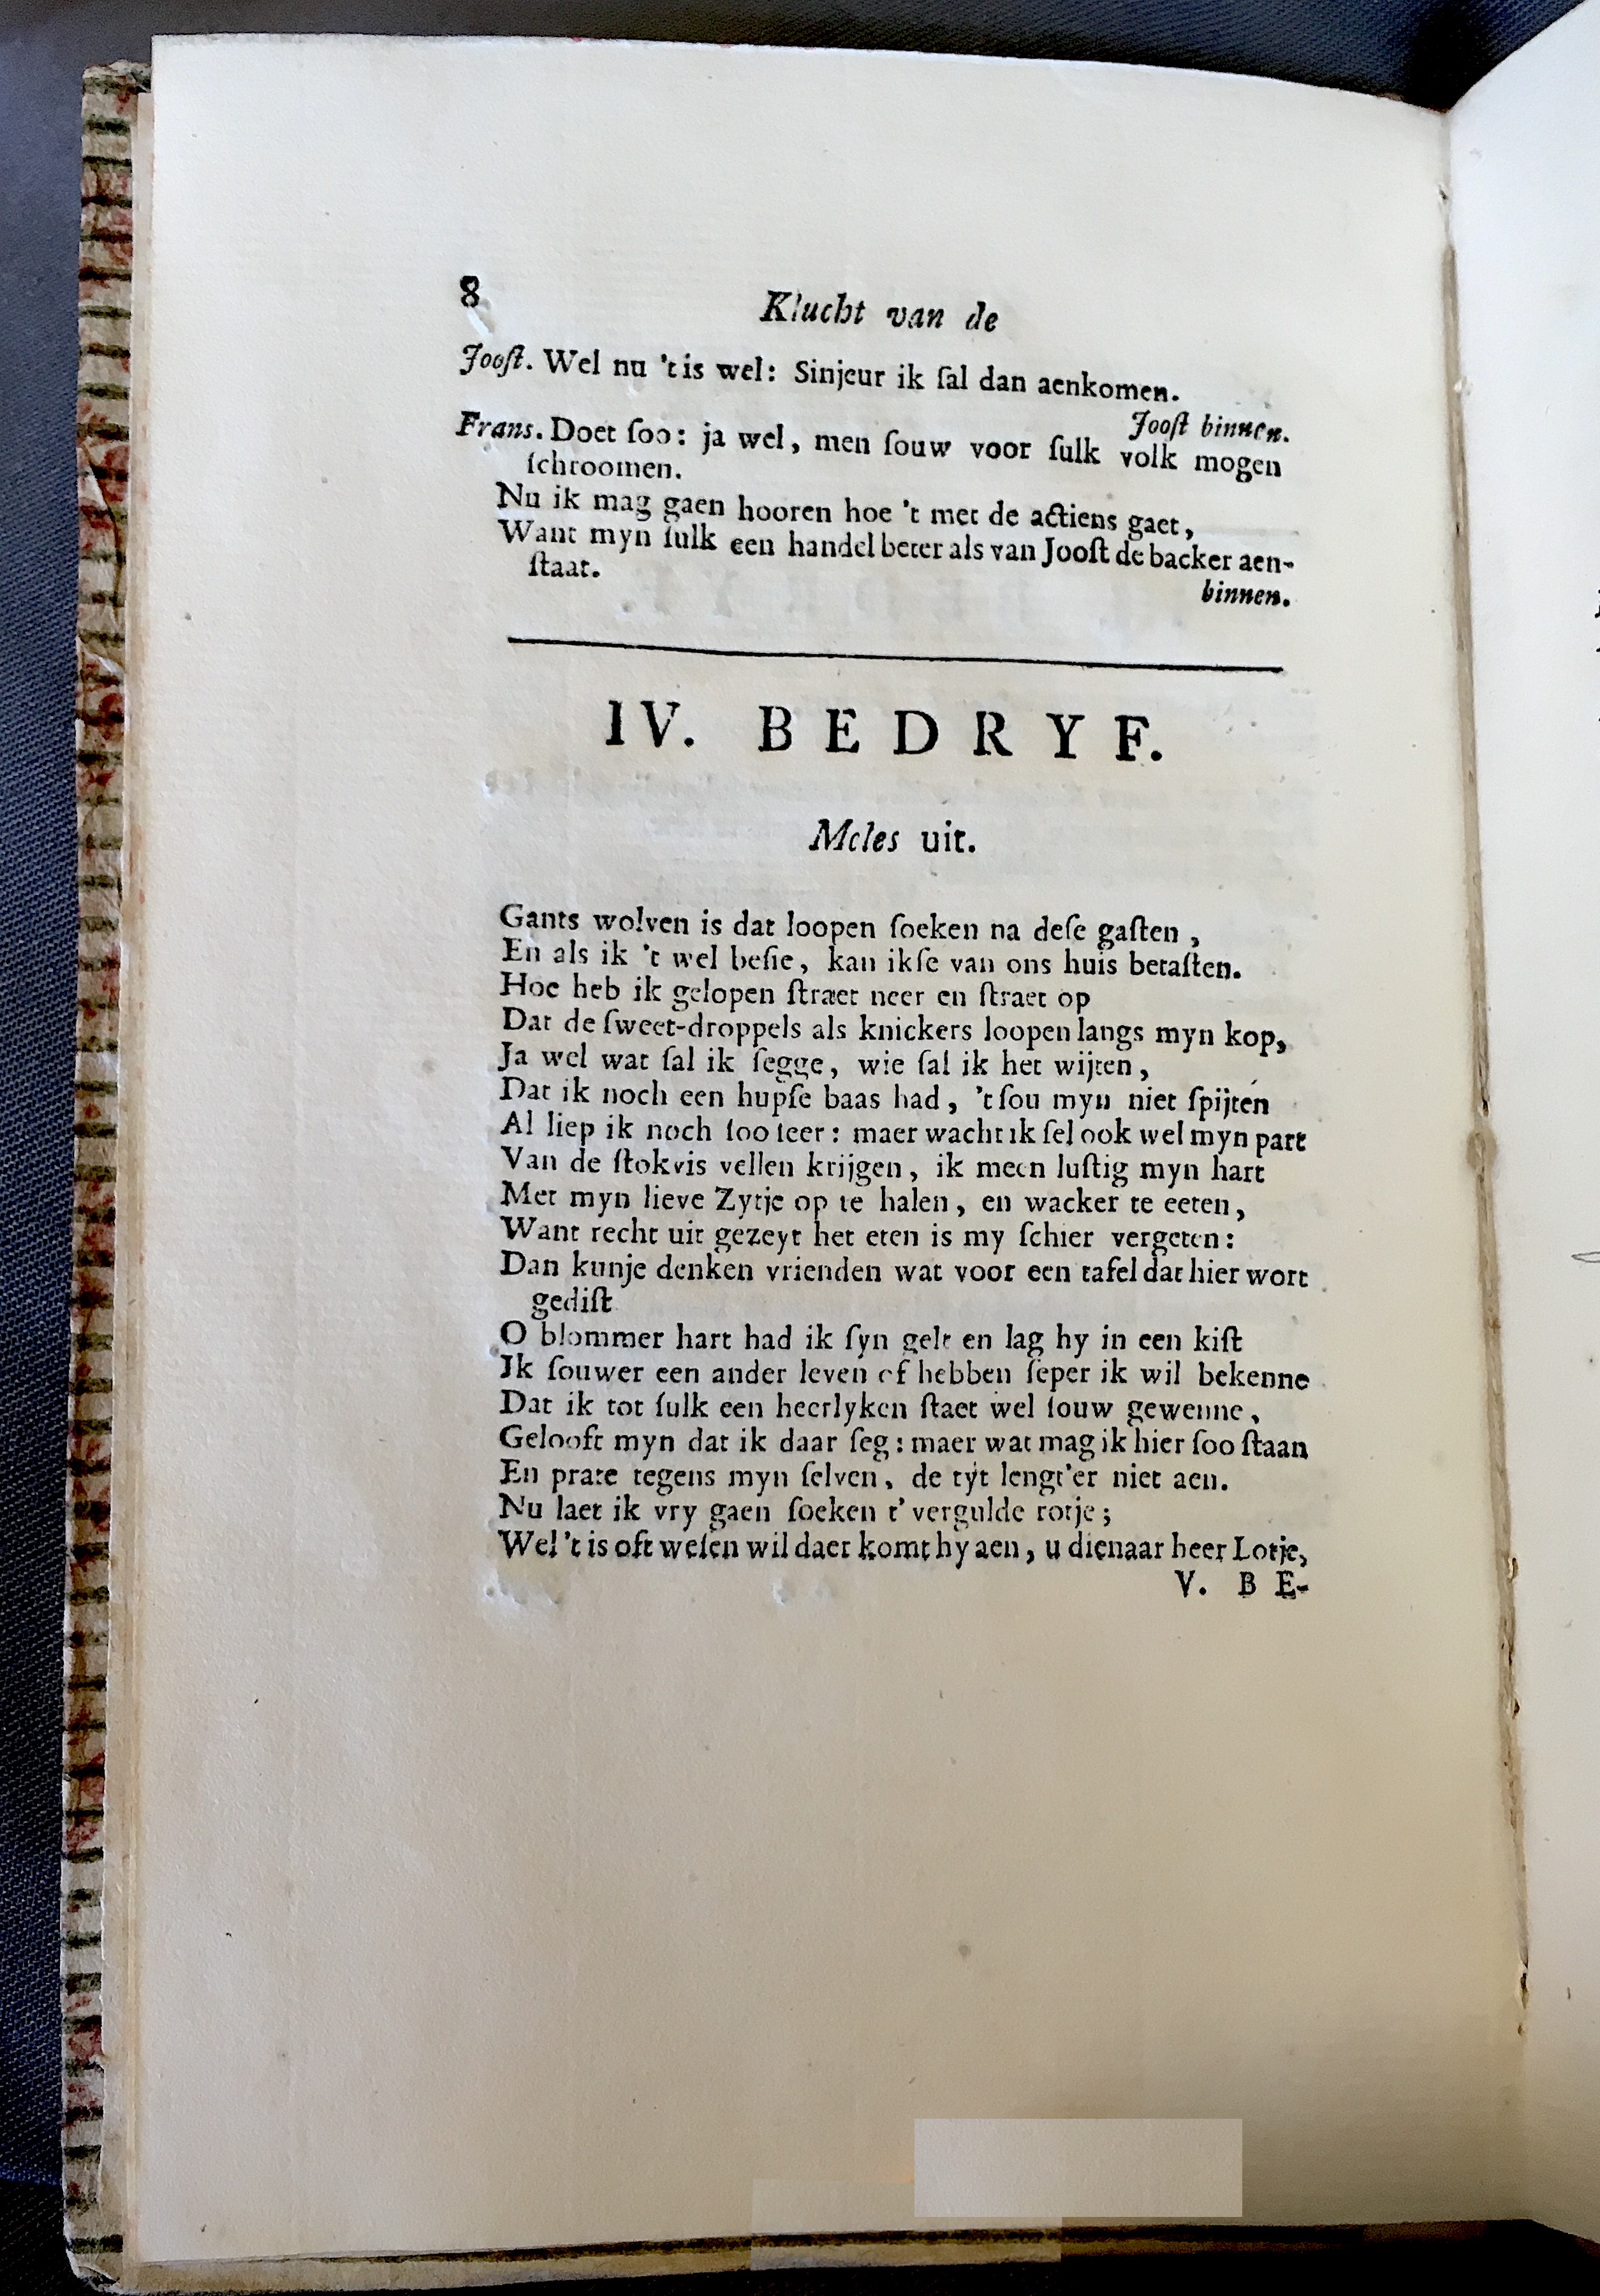 8
Klucht van de
Jooſt. Wel nu 't is wel: Sinjeur ik ſal dan aenkomen.
Jooſt binnen.
Frans. Doet ſoo: ja wel, men ſouw voor ſulk volk mogen
ſchroomen.
Nu ik mag gaen hooren hoe 't met de actiens gaet,
Want myn ſulk een handel beter als van Jooſt de backer aen-
ſtaat.
binnen.
IV. BEDRYF.
Meles uit.
Gants wolven is dat loopen ſoeken na deſe gaſten,
En als ik 't wel beſie, kan ikſe van ons huis betaſten.
Hoe heb ik gelopen ſtraet neer en ſtraet op
Dat de ſweet-droppels als knickers loopen langs myn kop,
Ja wel wat ſal ik ſegge, wie ſal ik het wijten,
Dat ik noch een hupſe baas had, 't ſou myn niet ſpijten
Al liep ik noch ſoo ſeer: maer wacht ik ſel ook wel myn part
Van de ſtokvis vellen krijgen, ik meen luſtig myn hart
Met myn lieve Zytje op te halen, en wacker te eeten,
Want recht uit gezeyt het eten is my ſchier vergeten:
Dan kunje denken vrienden wat voor een tafel dat hier wort
gediſt
O blommer hart had ik ſyn gelt en lag hy in een kiſt
Ik ſouwer een ander leven of hebben ſeper ik wil bekenne
Dat ik tot ſulk een heerlyken ſtaet wel ſouw gewenne,
Gelooft myn dat ik daar ſeg: maer wat mag ik hier ſoo ſtaan
En prate tegens myn ſelven, de tyt lengt'er niet aen.
Nu laet ik vry gaen ſoeken t' vergulde rotje;
Wel 't is oft weſen wil daer komt hy aen, u dienaar heer Lotje,
V. BE-